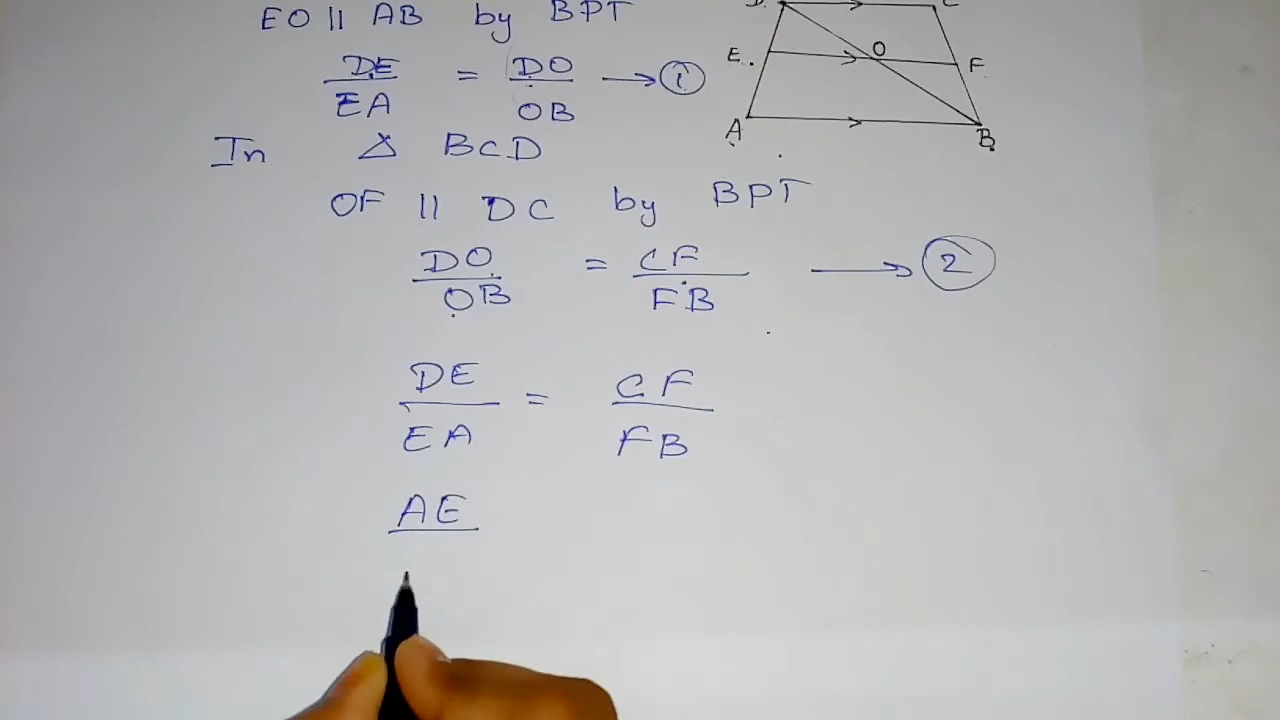 EO || AB by BPT
DE/EA = DO/OB → 1
In △ BCD
OF || DC by BPT
DO/OB = CF/FB → 2
DE/EA = CF/FB
AE
D C
E O F
A B